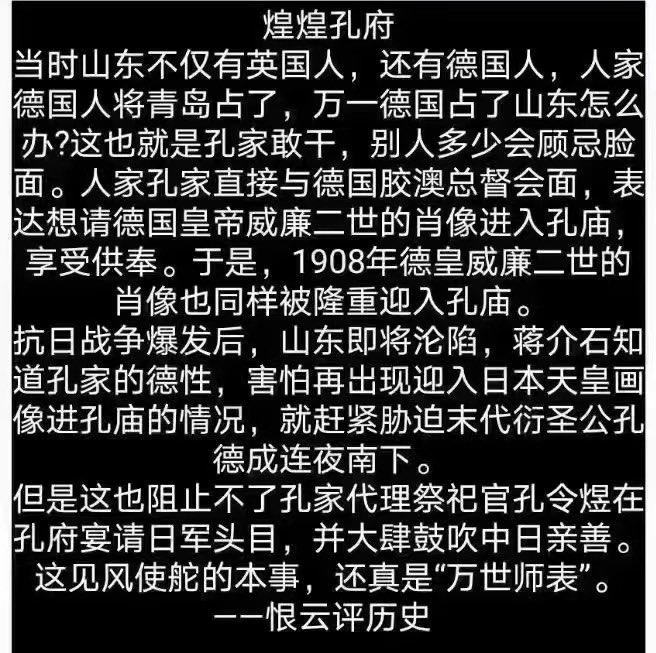 煌煌孔府
当时山东不仅有英国人，还有德国人，人家
德国人将青岛占了，万一德国占了山东怎么
办?这也就是孔家敢干，别人多少会顾忌脸
面。人家孔家直接与德国胶澳总督会面，表
达想请德国皇帝威廉二世的肖像进入孔庙，
享受供奉。于是，1908年德皇威廉二世的
肖像也同样被隆重迎入孔庙。
抗日战争爆发后，山东即将沦陷，蒋介石知
道孔家的德性，害怕再出现迎入日本天皇画
像进孔庙的情况，就赶紧胁迫末代衍圣公孔
德成连夜南下。
但是这也阻止不了孔家代理祭祀官孔令煜在
孔府宴请日军头目，并大肆鼓吹中日亲善。
这见风使舵的本事，还真是“万世师表”。
——恨云评历史